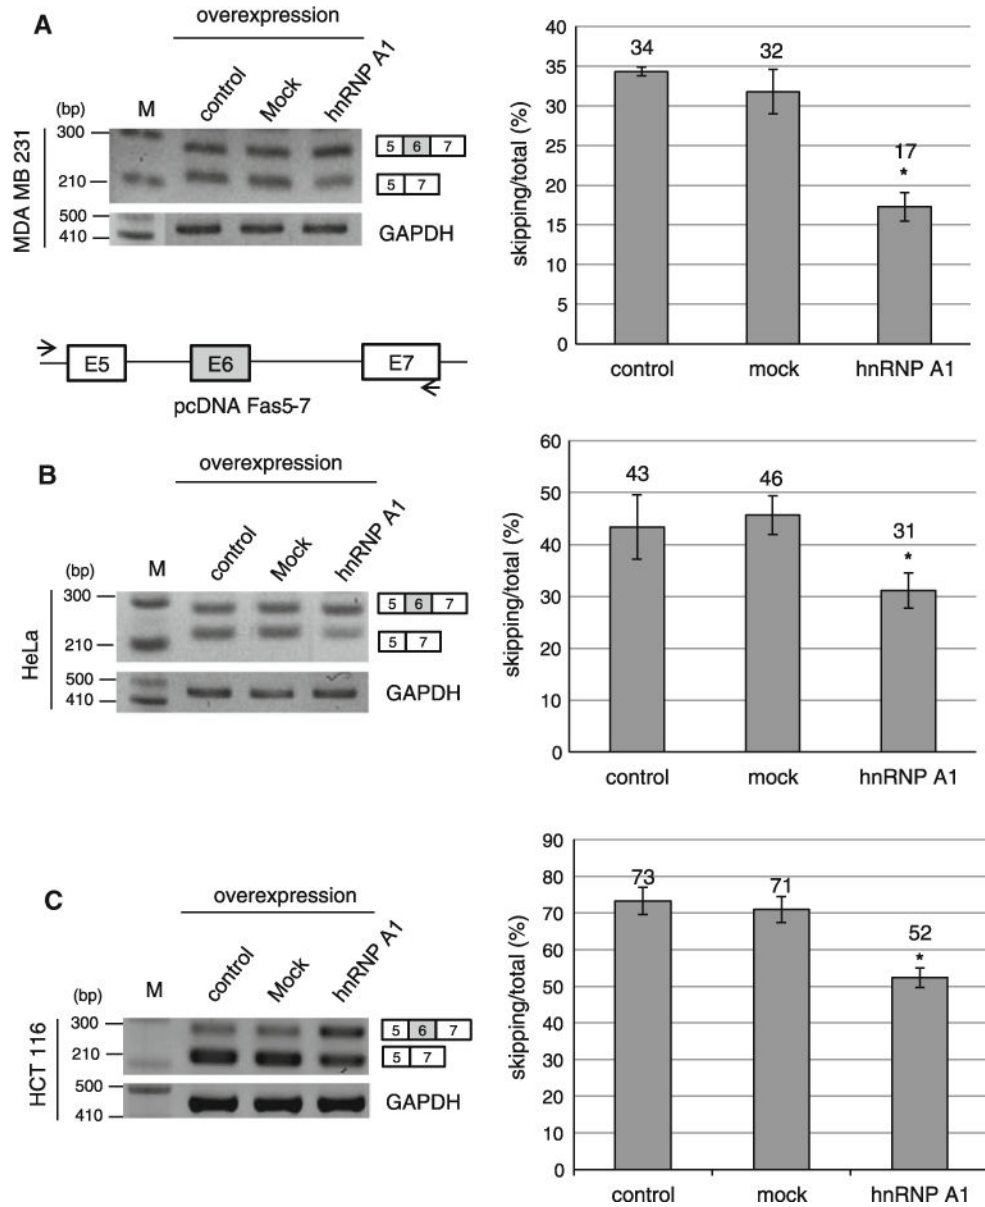 A
overexpression
(bp)
M
control
Mock
hnRNP A1
MDA MB 231
300
5 6 7
210
5 7
500
410
GAPDH
skipping/total (%)
40
35
30
25
20
15
10
5
0
34
32
17
*
control
mock
hnRNP A1
E5
E6
E7
pcDNA Fas5-7
B
overexpression
(bp)
M
control
Mock
hnRNP A1
HeLa
300
5 6 7
210
5 7
500
410
GAPDH
skipping/total (%)
60
50
40
30
20
10
0
43
46
31
*
control
mock
hnRNP A1
C
overexpression
(bp)
M
control
Mock
hnRNP A1
HCT 116
300
5 6 7
210
5 7
500
410
GAPDH
skipping/total (%)
90
80
70
60
50
40
30
20
10
0
73
71
52
*
control
mock
hnRNP A1